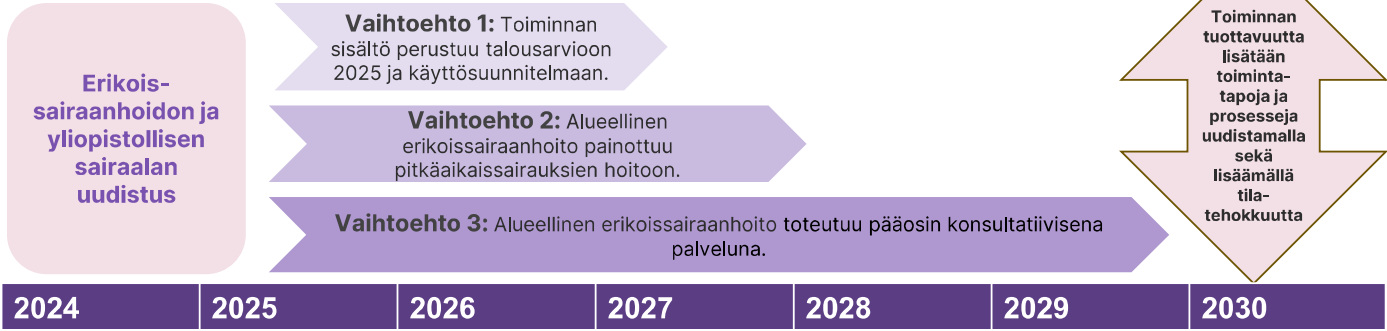 Erikois-
sairaanhoidon ja
yliopistollisen
sairaalan
uudistus
Vaihtoehto 1: Toiminnan
sisältö perustuu talousarvioon
2025 ja käyttösuunnitelmaan.
Vaihtoehto 2: Alueellinen
erikoissairaanhoito painottuu
pitkäaikaissairauksien hoitoon.
Vaihtoehto 3: Alueellinen erikoissairaanhoito toteutuu pääosin konsultatiivisena
palveluna.
Toiminnan
tuottavuutta
lisätään
toiminta-
tapoja ja
prosesseja
uudistamalla
sekä
lisäämällä
tila-
tehokkuutta
2024 2025 2026 2027 2028 2029 2030